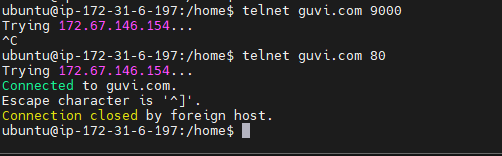 ubuntu@ip-172-31-6-197:/home$ telnet guvi.com 9000
Trying 172.67.146.154...
^C
ubuntu@ip-172-31-6-197:/home$ telnet guvi.com 80
Trying 172.67.146.154...
Connected to guvi.com.
Escape character is '^]'.
Connection closed by foreign host.
ubuntu@ip-172-31-6-197:/home$